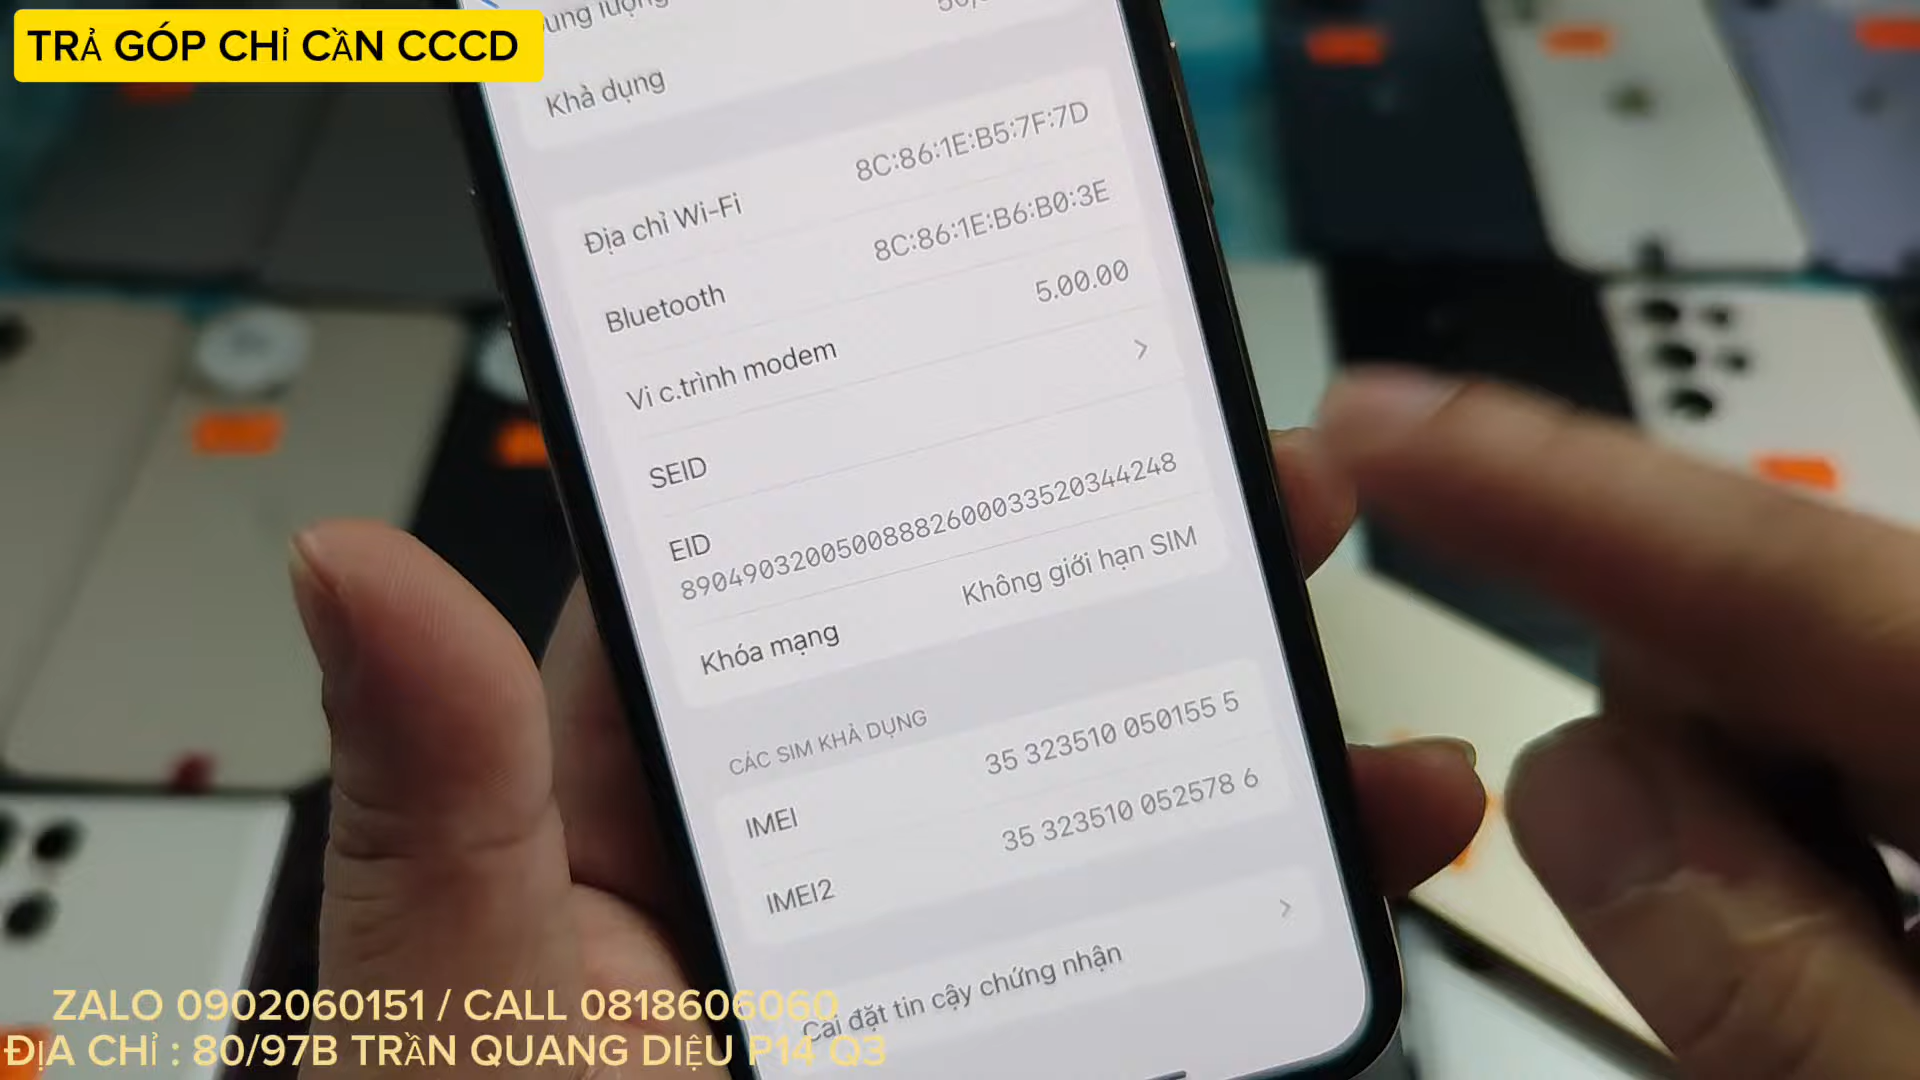 TRẢ GÓP CHỈ CẦN CCCD
Khả dụng
Địa chỉ Wi-Fi 8C:86:1E:B5:7F:7D
Bluetooth 8C:86:1E:B6:B0:3E
Vi c.trình modem 5.00.00
SEID
EID
89049032005008882600033520344248
Khóa mạng Không giới hạn SIM
CÁC SIM KHẢ DỤNG
IMEI 35 323510 050155 5
IMEI2 35 323510 052578 6
Cài đặt tin cậy chứng nhận
ZALO 0902060151 / CALL 0818606060
ĐỊA CHỈ : 80/97B TRẦN QUANG DIỆU P14 Q3